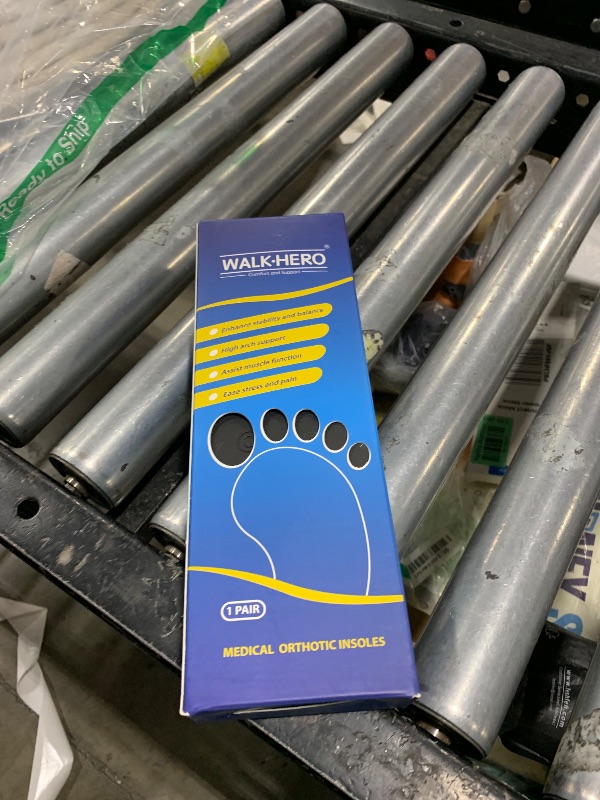 Ready to Ship
WALK·HERO®
Comfort and Support
Enhance stability and balance
High arch support
Assist muscle function
Ease stress and pain
1 PAIR
MEDICAL ORTHOTIC INSOLES